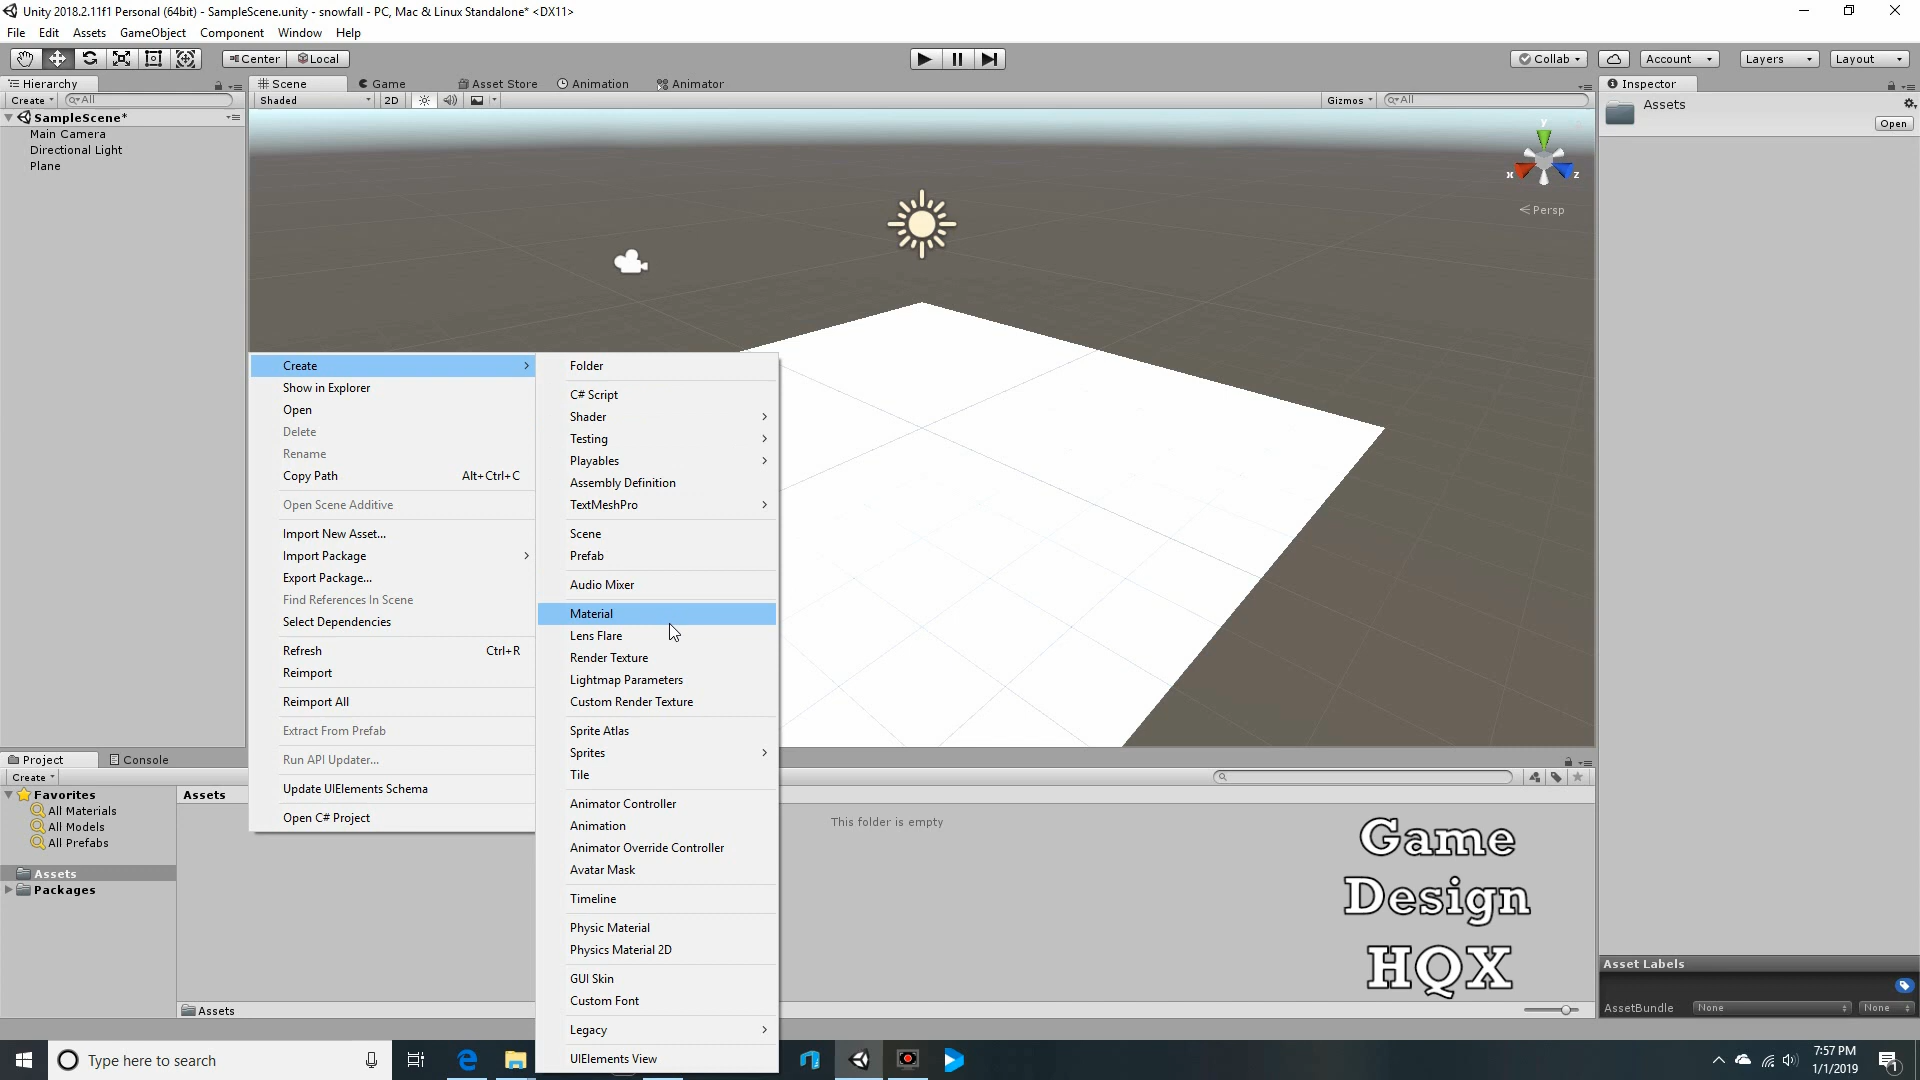 Unity 2018.2.11f1 Personal (64bit) - SampleScene.unity - snowfall - PC, Mac & Linux Standalone* <DX11>
File Edit Assets GameObject Component Window Help
Center Local
Collab Account Layers Layout
Hierarchy
Scene Game Asset Store Animation Animator
Inspector
Create All
Shaded 2D Gizmos All
Assets
Open
SampleScene*
Main Camera
Directional Light
Plane
y
x z
Persp
Create
Show in Explorer
Open
Delete
Rename
Copy Path Alt+Ctrl+C
Open Scene Additive
Import New Asset...
Import Package
Export Package...
Find References In Scene
Select Dependencies
Refresh Ctrl+R
Reimport
Reimport All
Extract From Prefab
Run API Updater...
Update UIElements Schema
Open C# Project
Folder
C# Script
Shader
Testing
Playables
Assembly Definition
TextMeshPro
Scene
Prefab
Audio Mixer
Material
Lens Flare
Render Texture
Lightmap Parameters
Custom Render Texture
Sprite Atlas
Sprites
Tile
Animator Controller
Animation
Animator Override Controller
Avatar Mask
Timeline
Physic Material
Physics Material 2D
GUI Skin
Custom Font
Legacy
UIElements View
Project Console
Create
Favorites
All Materials
All Models
All Prefabs
Assets
Packages
Assets
This folder is empty
Assets
Game
Design
HQX
Asset Labels
AssetBundle None None
Type here to search
7:57 PM
1/1/2019
1